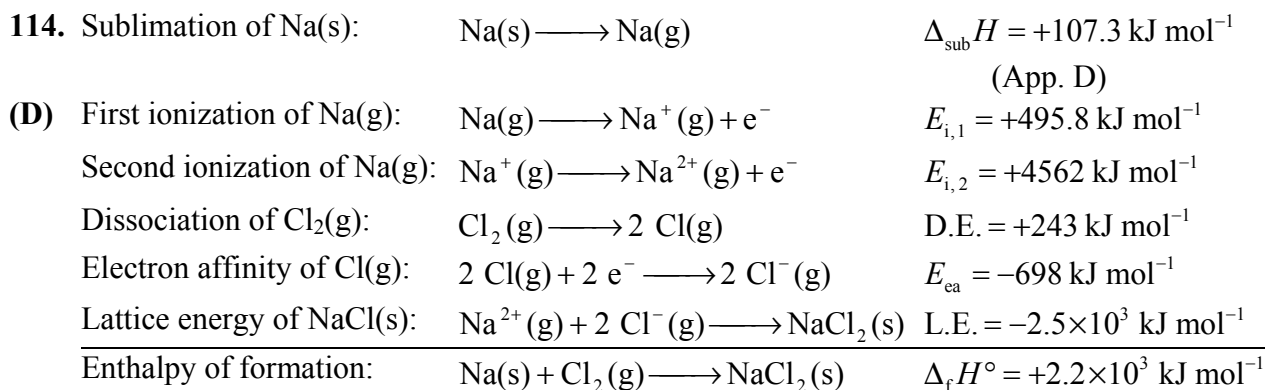 114. Sublimation of Na(s): Na(s) ⟶ Na(g) Δ_sub H = +107.3 kJ mol⁻¹
(App. D)
(D) First ionization of Na(g): Na(g) ⟶ Na⁺(g) + e⁻ E_i,1 = +495.8 kJ mol⁻¹
Second ionization of Na(g): Na⁺(g) ⟶ Na²⁺(g) + e⁻ E_i,2 = +4562 kJ mol⁻¹
Dissociation of Cl₂(g): Cl₂(g) ⟶ 2 Cl(g) D.E. = +243 kJ mol⁻¹
Electron affinity of Cl(g): 2 Cl(g) + 2 e⁻ ⟶ 2 Cl⁻(g) E_ea = −698 kJ mol⁻¹
Lattice energy of NaCl(s): Na²⁺(g) + 2 Cl⁻(g) ⟶ NaCl₂(s) L.E. = −2.5×10³ kJ mol⁻¹
Enthalpy of formation: Na(s) + Cl₂(g) ⟶ NaCl₂(s) Δ_f H° = +2.2×10³ kJ mol⁻¹